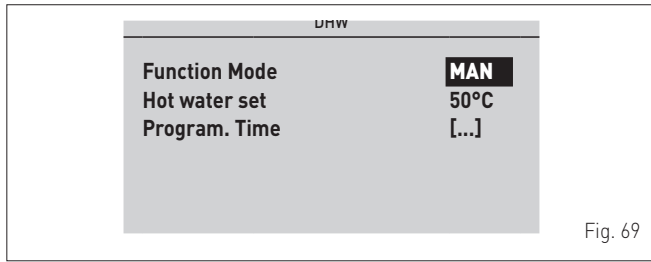 DHW
Function Mode MAN
Hot water set 50°C
Program. Time [...]
Fig. 69